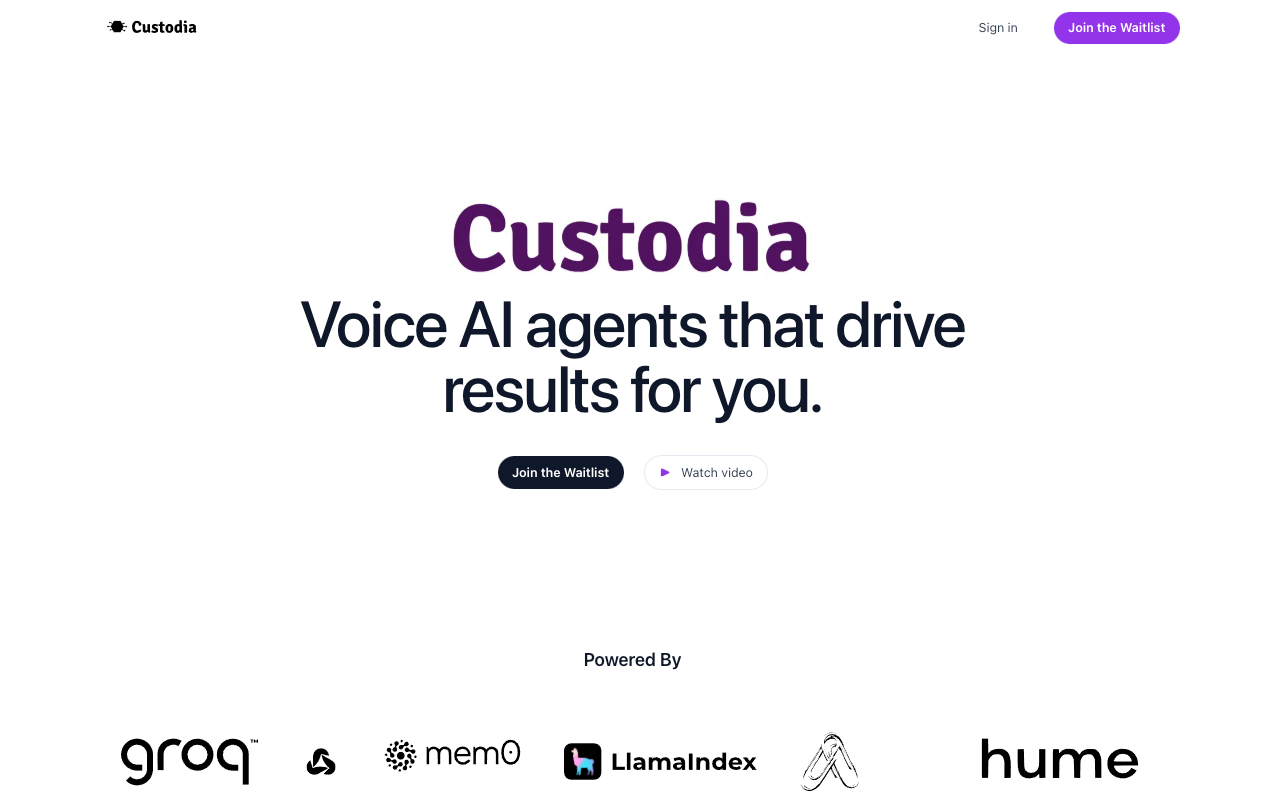 Custodia
Sign in
Join the Waitlist
Custodia
Voice AI agents that drive
results for you.
Join the Waitlist
Watch video
Powered By
groq™
mem0
LlamaIndex
hume